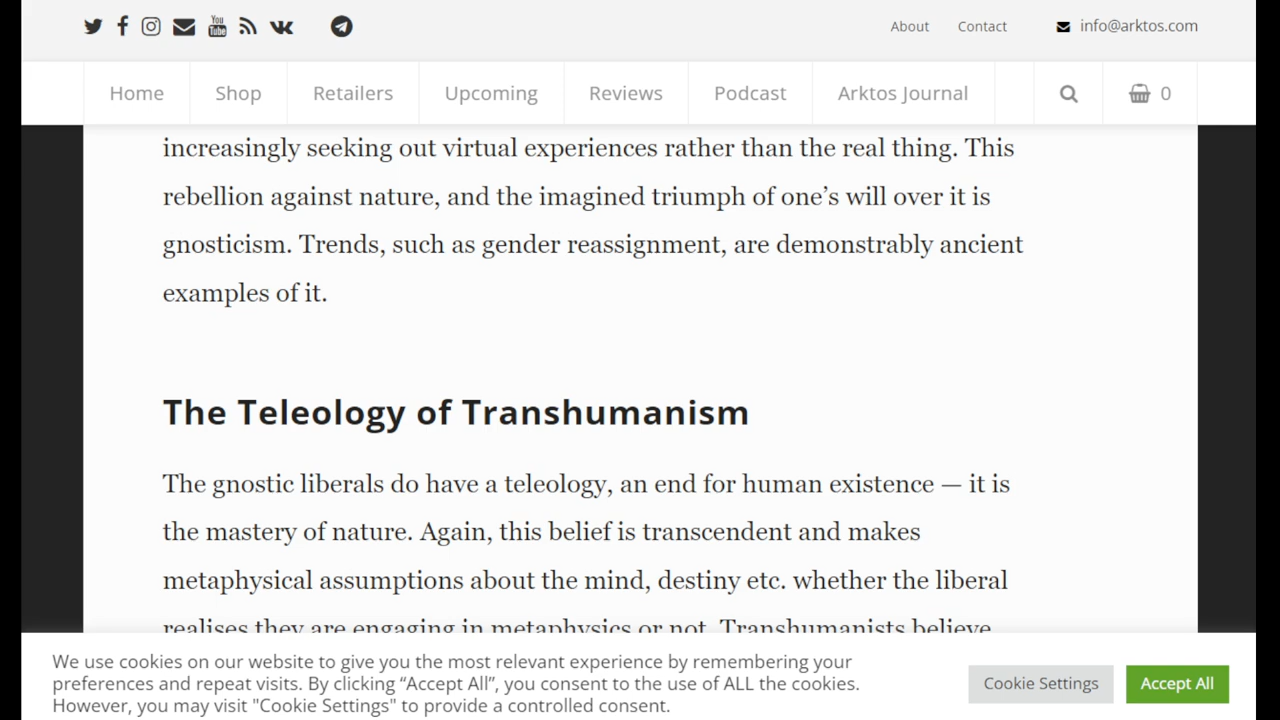 You
Tube
About Contact info@arktos.com
Home Shop Retailers Upcoming Reviews Podcast Arktos Journal 0
increasingly seeking out virtual experiences rather than the real thing. This
rebellion against nature, and the imagined triumph of one’s will over it is
gnosticism. Trends, such as gender reassignment, are demonstrably ancient
examples of it.
The Teleology of Transhumanism
The gnostic liberals do have a teleology, an end for human existence — it is
the mastery of nature. Again, this belief is transcendent and makes
metaphysical assumptions about the mind, destiny etc. whether the liberal
realises they are engaging in metaphysics or not. Transhumanists believe
We use cookies on our website to give you the most relevant experience by remembering your
preferences and repeat visits. By clicking “Accept All”, you consent to the use of ALL the cookies.
However, you may visit "Cookie Settings" to provide a controlled consent.
Cookie Settings Accept All